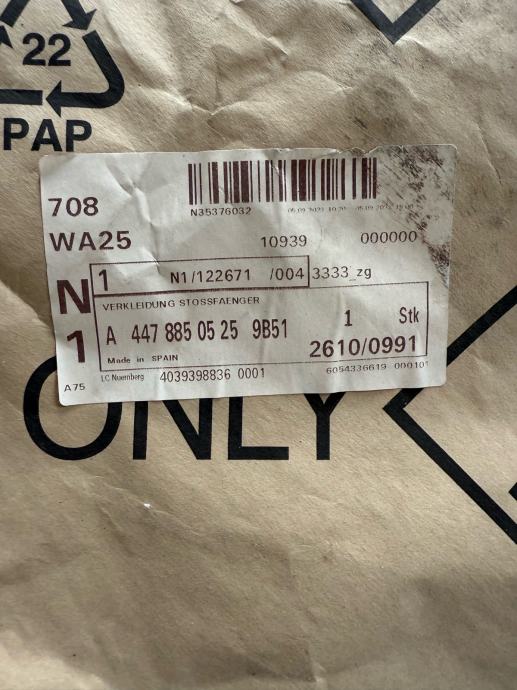 22
PAP
708
N35376032
WA25
10939
000000
N
1
1 N1/122671 /004 3333_zg
VERKLEIDUNG STOSSFAENGER
A 447 885 05 25 9B51
1 Stk
Made in SPAIN
2610/0991
A75
LC Nuernberg 4039398836 0001
6054336619 000101
ONLY